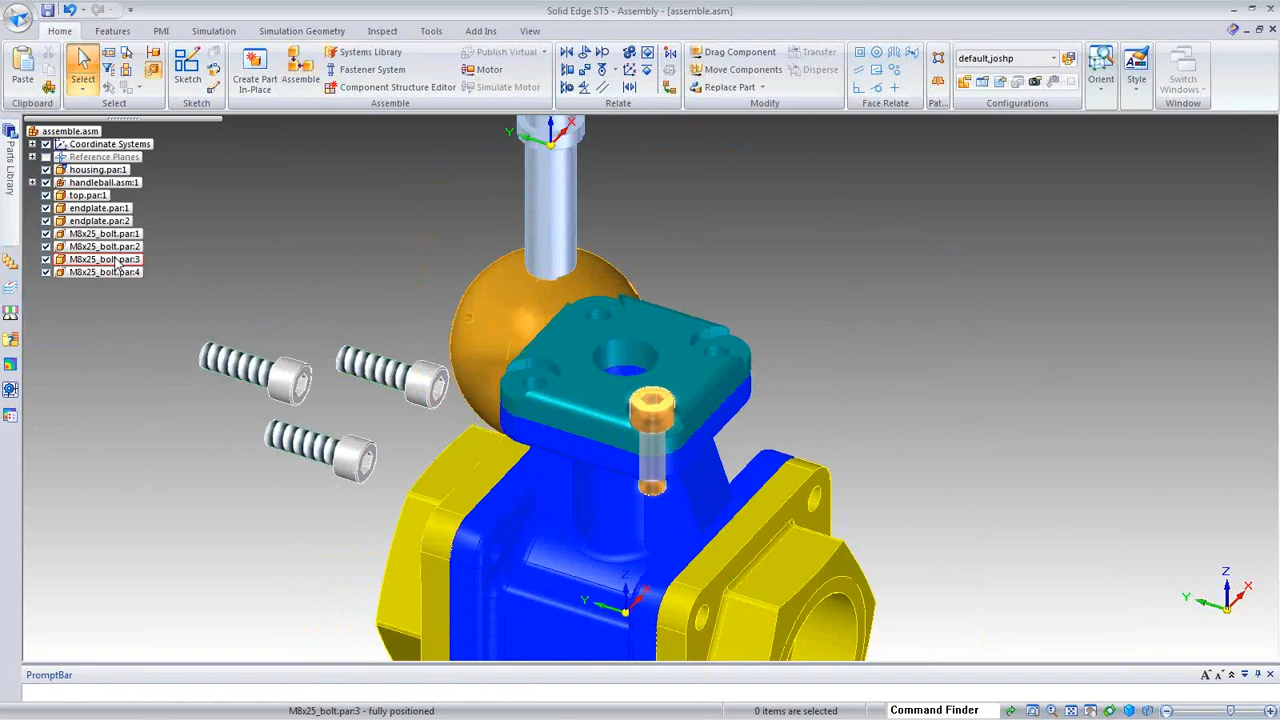 Solid Edge ST5 - Assembly - [assemble.asm]
Home Features PMI Simulation Simulation Geometry Inspect Tools Add Ins View
Paste
Clipboard
Select
Select
Sketch
Sketch
Create Part In-Place
Assemble
Systems Library
Fastener System
Component Structure Editor
Publish Virtual
Motor
Simulate Motor
Assemble
Relate
Drag Component
Move Components
Replace Part
Transfer
Disperse
Modify
Face Relate
Pat...
default,joshp
Configurations
Orient
Style
Switch Windows
Window
Parts Library
assemble.asm
Coordinate Systems
Reference Planes
housing.par:1
handleball.asm:1
top.par:1
endplate.par:1
endplate.par:2
M8x25_bolt.par:1
M8x25_bolt.par:2
M8x25_bolt.par:3
M8x25_bolt.par:4
Y X
Z
Y X
Z
Y X
PromptBar
M8x25_bolt.par:3 - fully positioned
0 items are selected
Command Finder